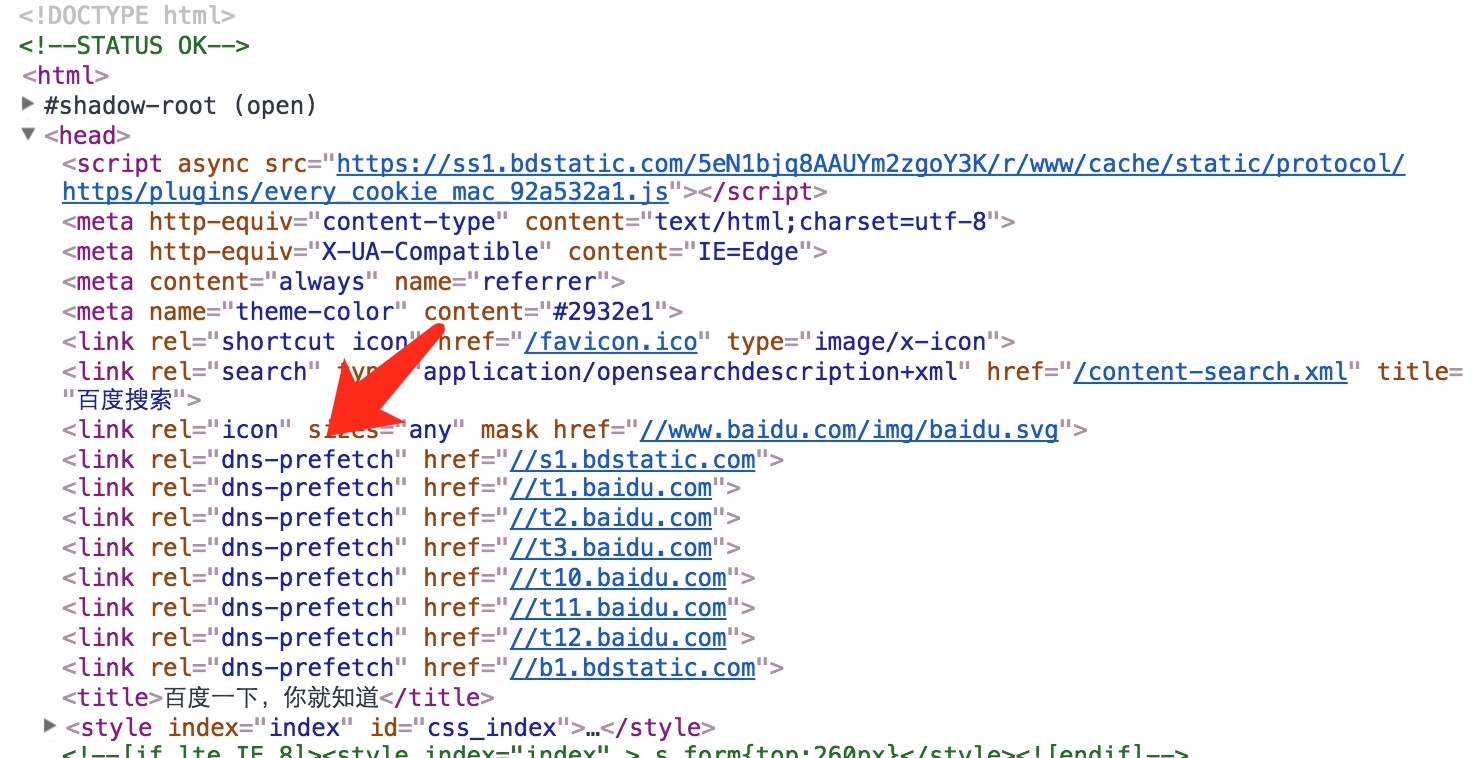 <!DOCTYPE html>
<!--STATUS OK-->
<html>
#shadow-root (open)
<head>
<script async src="https://ss1.bdstatic.com/5eN1bjq8AAUYm2zgoY3K/r/www/cache/static/protocol/
https/plugins/every_cookie_mac_92a532a1.js"></script>
<meta http-equiv="content-type" content="text/html;charset=utf-8">
<meta http-equiv="X-UA-Compatible" content="IE=Edge">
<meta content="always" name="referrer">
<meta name="theme-color" content="#2932e1">
<link rel="shortcut icon" href="/favicon.ico" type="image/x-icon">
<link rel="search" "application/opensearchdescription+xml" href="/content-search.xml" title=
"百度搜索">
<link rel="icon" sizes="any" mask href="//www.baidu.com/img/baidu.svg">
<link rel="dns-prefetch" href="//s1.bdstatic.com">
<link rel="dns-prefetch" href="//t1.baidu.com">
<link rel="dns-prefetch" href="//t2.baidu.com">
<link rel="dns-prefetch" href="//t3.baidu.com">
<link rel="dns-prefetch" href="//t10.baidu.com">
<link rel="dns-prefetch" href="//t11.baidu.com">
<link rel="dns-prefetch" href="//t12.baidu.com">
<link rel="dns-prefetch" href="//b1.bdstatic.com">
<title>百度一下，你就知道</title>
<style index="index" id="css_index">…</style>
<!--[if lte IE 8]><style index="index" > s_form{top:260px}</style><![endif]-->